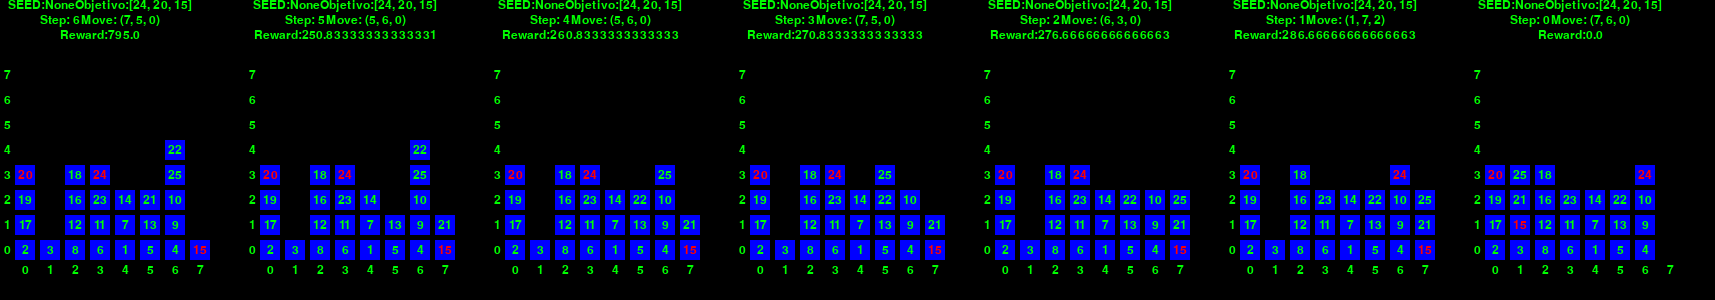 SEED:NoneObjetivo:[24, 20, 15]
Step: 6Move: (7, 5, 0)
Reward:795.0
7
6
5
4 22
3 20 18 24 25
2 19 16 23 14 21 10
1 17 12 11 7 13 9
0 2 3 8 6 1 5 4 15
0 1 2 3 4 5 6 7
SEED:NoneObjetivo:[24, 20, 15]
Step: 5Move: (5, 6, 0)
Reward:250.83333333333331
7
6
5
4 22
3 20 18 24 25
2 19 16 23 14 10
1 17 12 11 7 13 9 21
0 2 3 8 6 1 5 4 15
0 1 2 3 4 5 6 7
SEED:NoneObjetivo:[24, 20, 15]
Step: 4Move: (5, 6, 0)
Reward:260.8333333333333
7
6
5
4
3 20 18 24 25
2 19 16 23 14 22 10
1 17 12 11 7 13 9 21
0 2 3 8 6 1 5 4 15
0 1 2 3 4 5 6 7
SEED:NoneObjetivo:[24, 20, 15]
Step: 3Move: (7, 5, 0)
Reward:270.8333333333333
7
6
5
4
3 20 18 24 25
2 19 16 23 14 22 10
1 17 12 11 7 13 9 21
0 2 3 8 6 1 5 4 15
0 1 2 3 4 5 6 7
SEED:NoneObjetivo:[24, 20, 15]
Step: 2Move: (6, 3, 0)
Reward:276.66666666666663
7
6
5
4
3 20 18 24
2 19 16 23 14 22 10 25
1 17 12 11 7 13 9 21
0 2 3 8 6 1 5 4 15
0 1 2 3 4 5 6 7
SEED:NoneObjetivo:[24, 20, 15]
Step: 1Move: (1, 7, 2)
Reward:286.66666666666663
7
6
5
4
3 20 18 24
2 19 16 23 14 22 10 25
1 17 12 11 7 13 9 21
0 2 3 8 6 1 5 4 15
0 1 2 3 4 5 6 7
SEED:NoneObjetivo:[24, 20, 15]
Step: 0Move: (7, 6, 0)
Reward:0.0
7
6
5
4
3 20 25 18 24
2 19 21 16 23 14 22 10
1 17 15 12 11 7 13 9
0 2 3 8 6 1 5 4
0 1 2 3 4 5 6 7